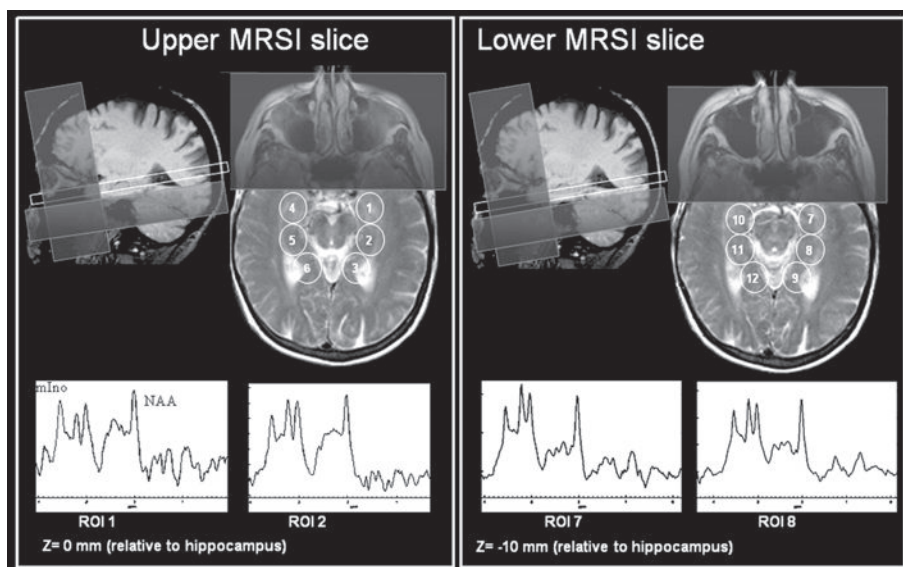 Upper MRSI slice
4 1
5 2
6 3
mIno
NAA
ROI 1 ROI 2
Z= 0 mm (relative to hippocampus)
Lower MRSI slice
10 7
11 8
12 9
ROI 7 ROI 8
Z= -10 mm (relative to hippocampus)